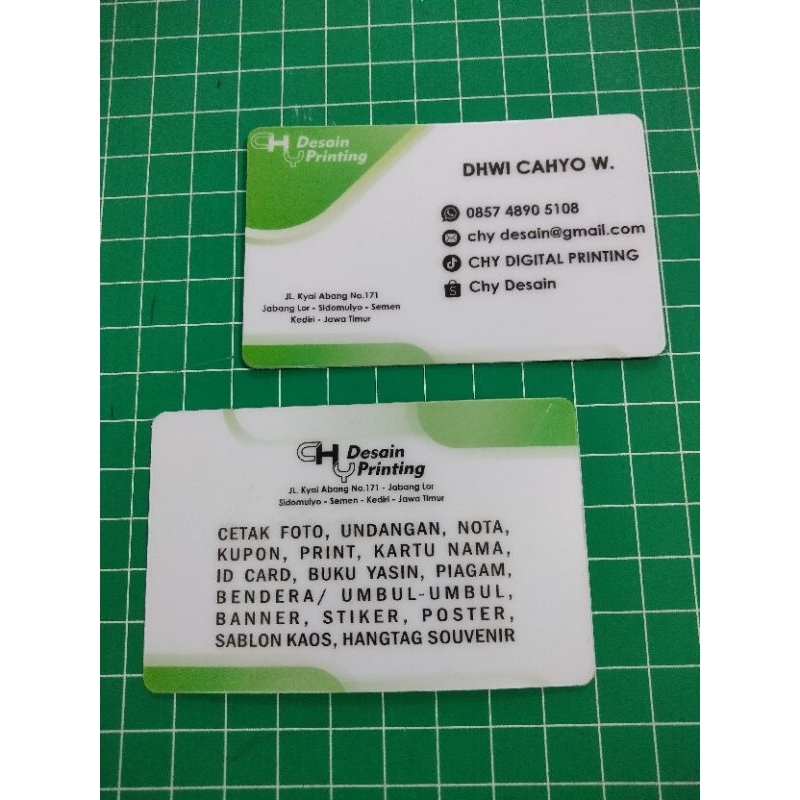 CHY Desain
Printing
DHWI CAHYO W.
0857 4890 5108
chy desain@gmail.com
CHY DIGITAL PRINTING
Chy Desain
JL. Kyai Abang No.171
Jabang Lor - Sidomulyo - Semen
Kediri - Jawa Timur
CHY Desain
Printing
JL. Kyai Abang No.171 - Jabang Lor
Sidomulyo - Semen - Kediri - Jawa Timur
CETAK FOTO, UNDANGAN, NOTA,
KUPON, PRINT, KARTU NAMA,
ID CARD, BUKU YASIN, PIAGAM,
BENDERA/ UMBUL-UMBUL,
BANNER, STIKER, POSTER,
SABLON KAOS, HANGTAG SOUVENIR